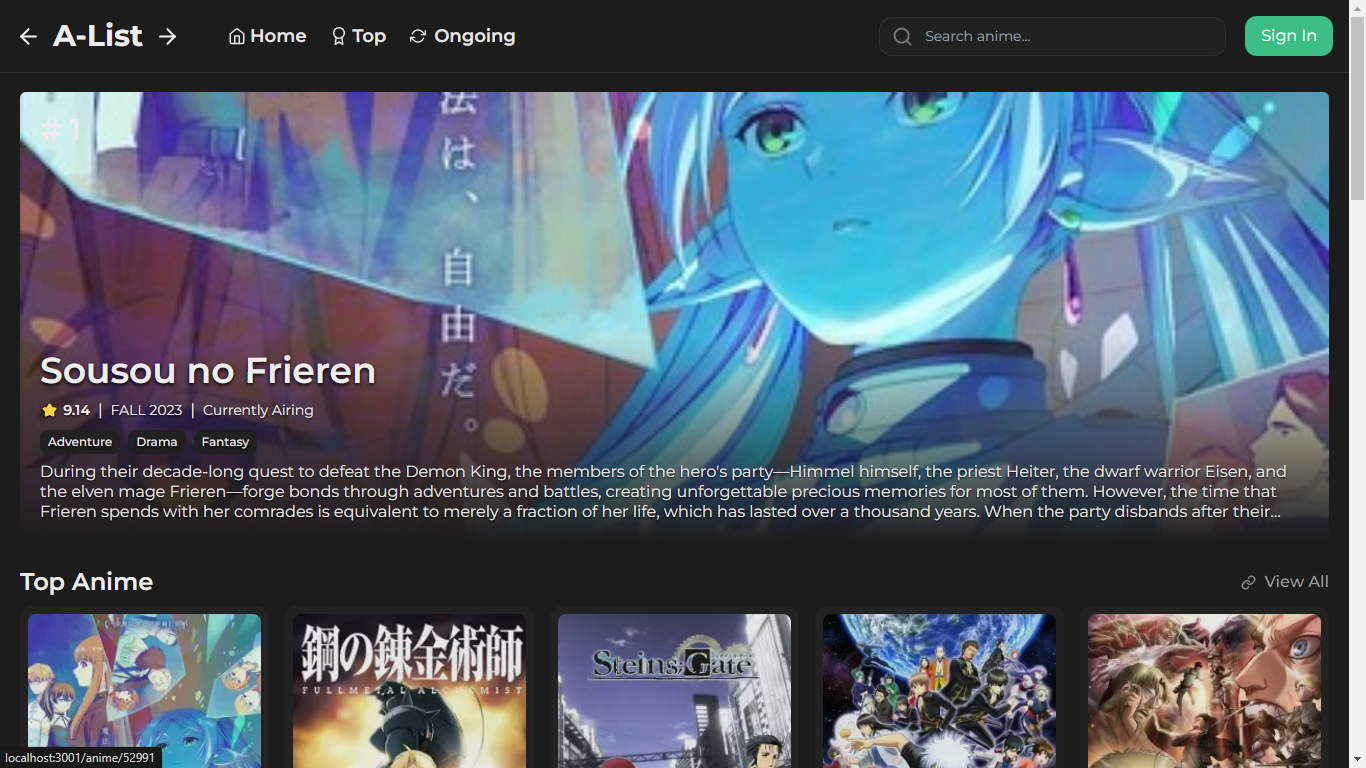 A-List
Home
Top
Ongoing
Search anime...
Sign In
# 1
法は、自由だ。
Sousou no Frieren
9.14 | FALL 2023 | Currently Airing
Adventure
Drama
Fantasy
During their decade-long quest to defeat the Demon King, the members of the hero's party—Himmel himself, the priest Heiter, the dwarf warrior Eisen, and
the elven mage Frieren—forge bonds through adventures and battles, creating unforgettable precious memories for most of them. However, the time that
Frieren spends with her comrades is equivalent to merely a fraction of her life, which has lasted over a thousand years. When the party disbands after their...
Top Anime
View All
鋼の錬金術師
FULLMETAL ALCHEMIST
Steins;Gate
魔法
localhost:3001/anime/52991